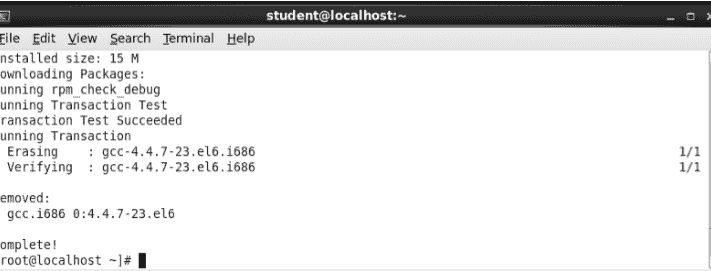 student@localhost:~
File Edit View Search Terminal Help
nstalled size: 15 M
ownloading Packages:
unning rpm_check_debug
unning Transaction Test
ransaction Test Succeeded
unning Transaction
Erasing    : gcc-4.4.7-23.el6.i686 1/1
Verifying  : gcc-4.4.7-23.el6.i686 1/1
emoved:
gcc.i686 0:4.4.7-23.el6
omplete!
root@localhost ~]#